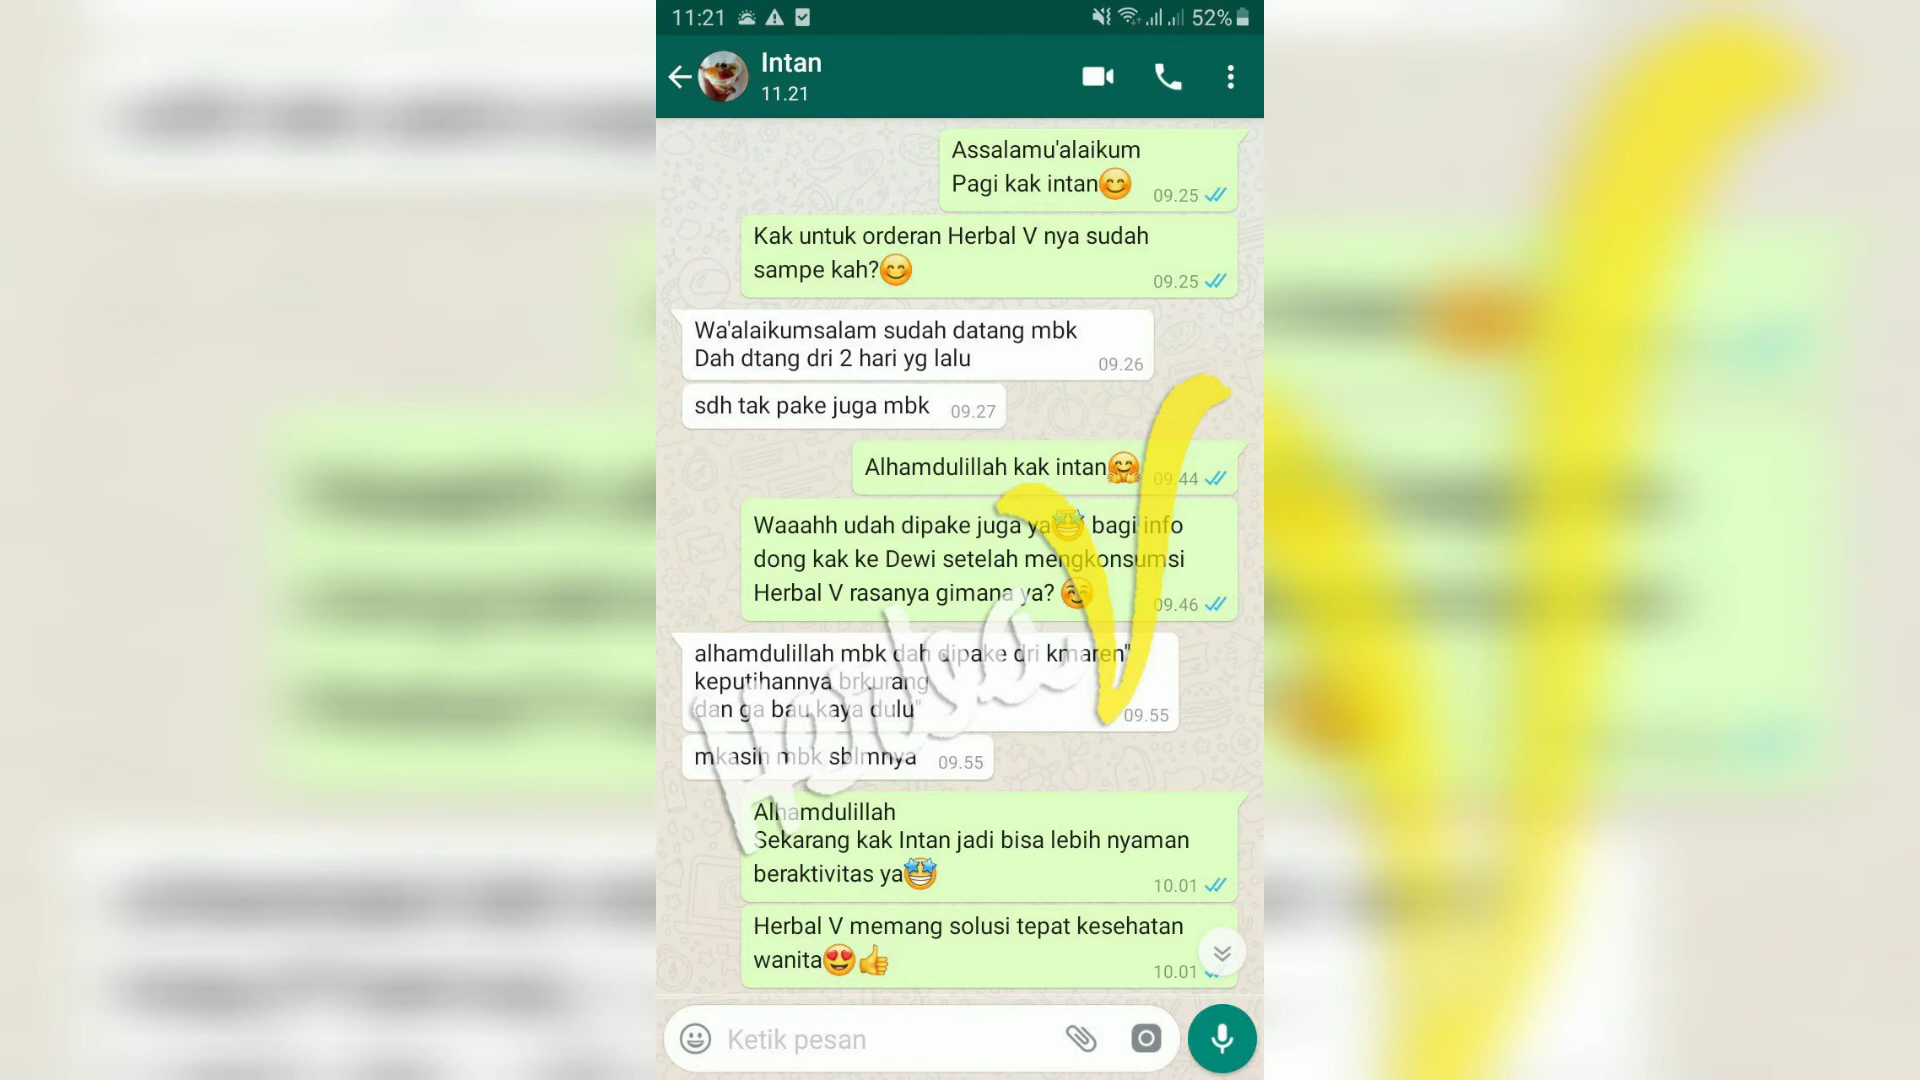 11:21
52%
Intan
11.21
Assalamu'alaikum
Pagi kak intan😊
09.25
Kak untuk orderan Herbal V nya sudah
sampe kah?😊
09.25
Wa'alaikumsalam sudah datang mbk
Dah dtang dri 2 hari yg lalu
09.26
sdh tak pake juga mbk
09.27
Alhamdulillah kak intan🤗
09.44
Waaahh udah dipake juga ya🤩 bagi info
dong kak ke Dewi setelah mengkonsumsi
Herbal V rasanya gimana ya?☺️
09.46
alhamdulillah mbk dah dipake dri kmaren"
keputihannya brkurang
dan ga bau kaya dulu"
09.55
mkasih mbk sblmnya
09.55
Herbal V
Alhamdulillah
Sekarang kak Intan jadi bisa lebih nyaman
beraktivitas ya🤩
10.01
Herbal V memang solusi tepat kesehatan
wanita😍👍
10.01
Ketik pesan